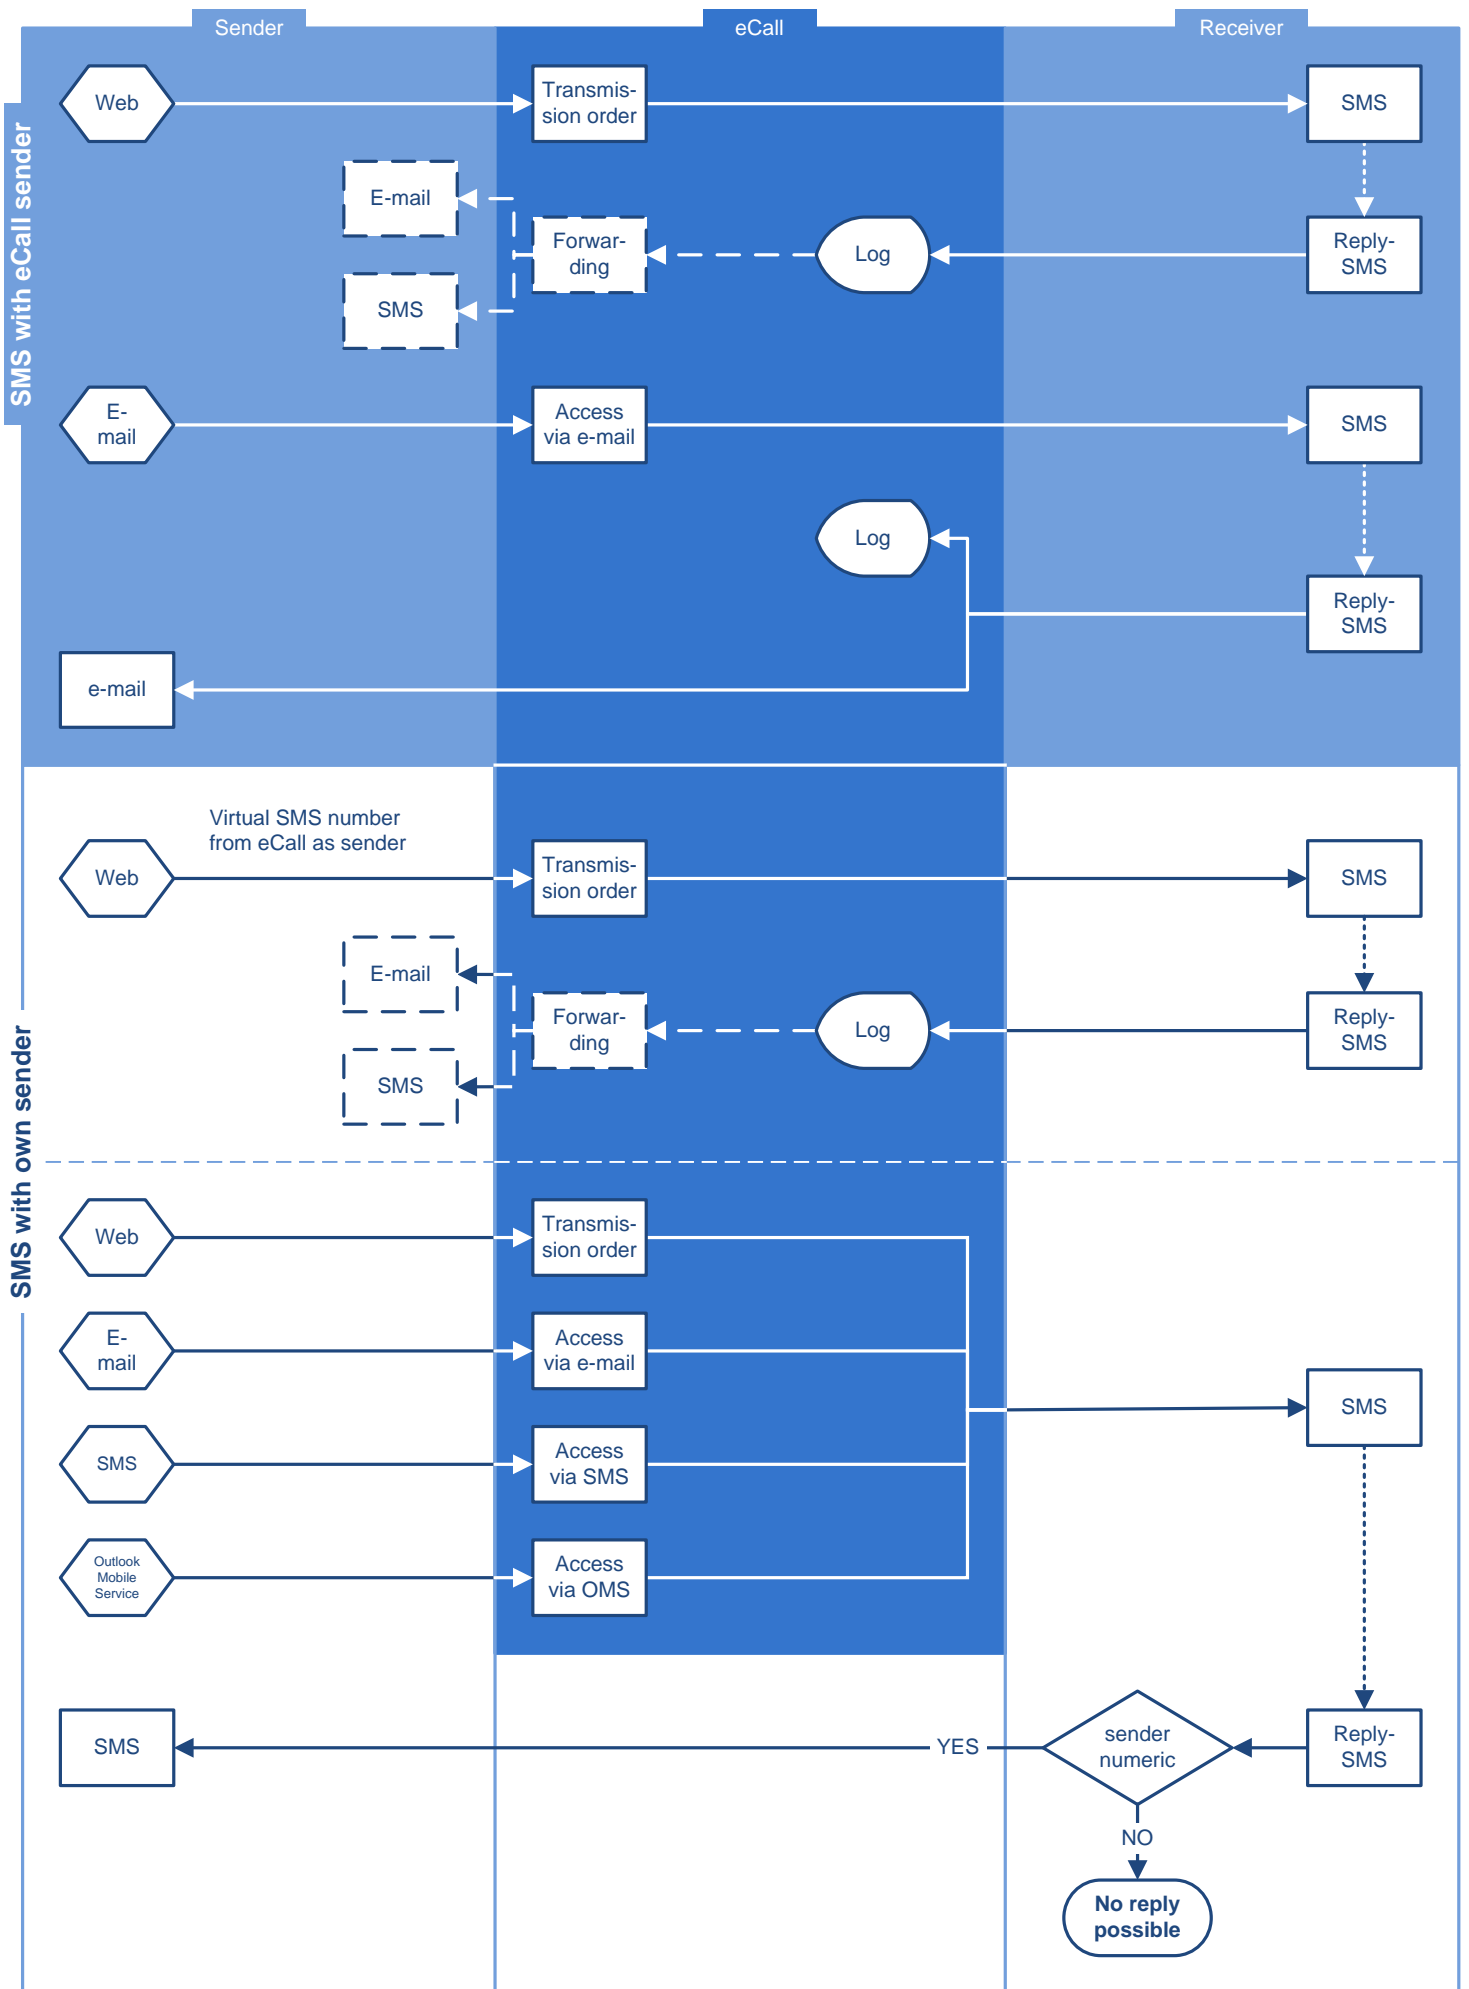 Sender
eCall
Receiver
SMS with eCall sender
Web
Transmis-
sion order
SMS
E-mail
SMS
Forwar-
ding
Log
Reply-
SMS
E-
mail
Access
via e-mail
SMS
Log
Reply-
SMS
e-mail
SMS with own sender
Virtual SMS number
from eCall as sender
Web
Transmis-
sion order
SMS
E-mail
SMS
Forwar-
ding
Log
Reply-
SMS
Web
Transmis-
sion order
E-
mail
Access
via e-mail
SMS
SMS
Access
via SMS
Outlook
Mobile
Service
Access
via OMS
SMS
YES
sender
numeric
Reply-
SMS
NO
No reply
possible